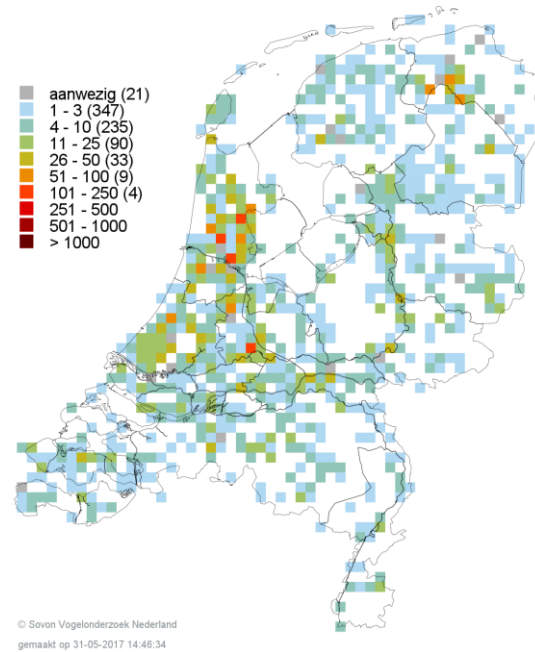 aanwezig (21)
1 - 3 (347)
4 - 10 (235)
11 - 25 (90)
26 - 50 (33)
51 - 100 (9)
101 - 250 (4)
251 - 500
501 - 1000
> 1000
© Sovon Vogelonderzoek Nederland
gemaakt op 31-05-2017 14:46:34